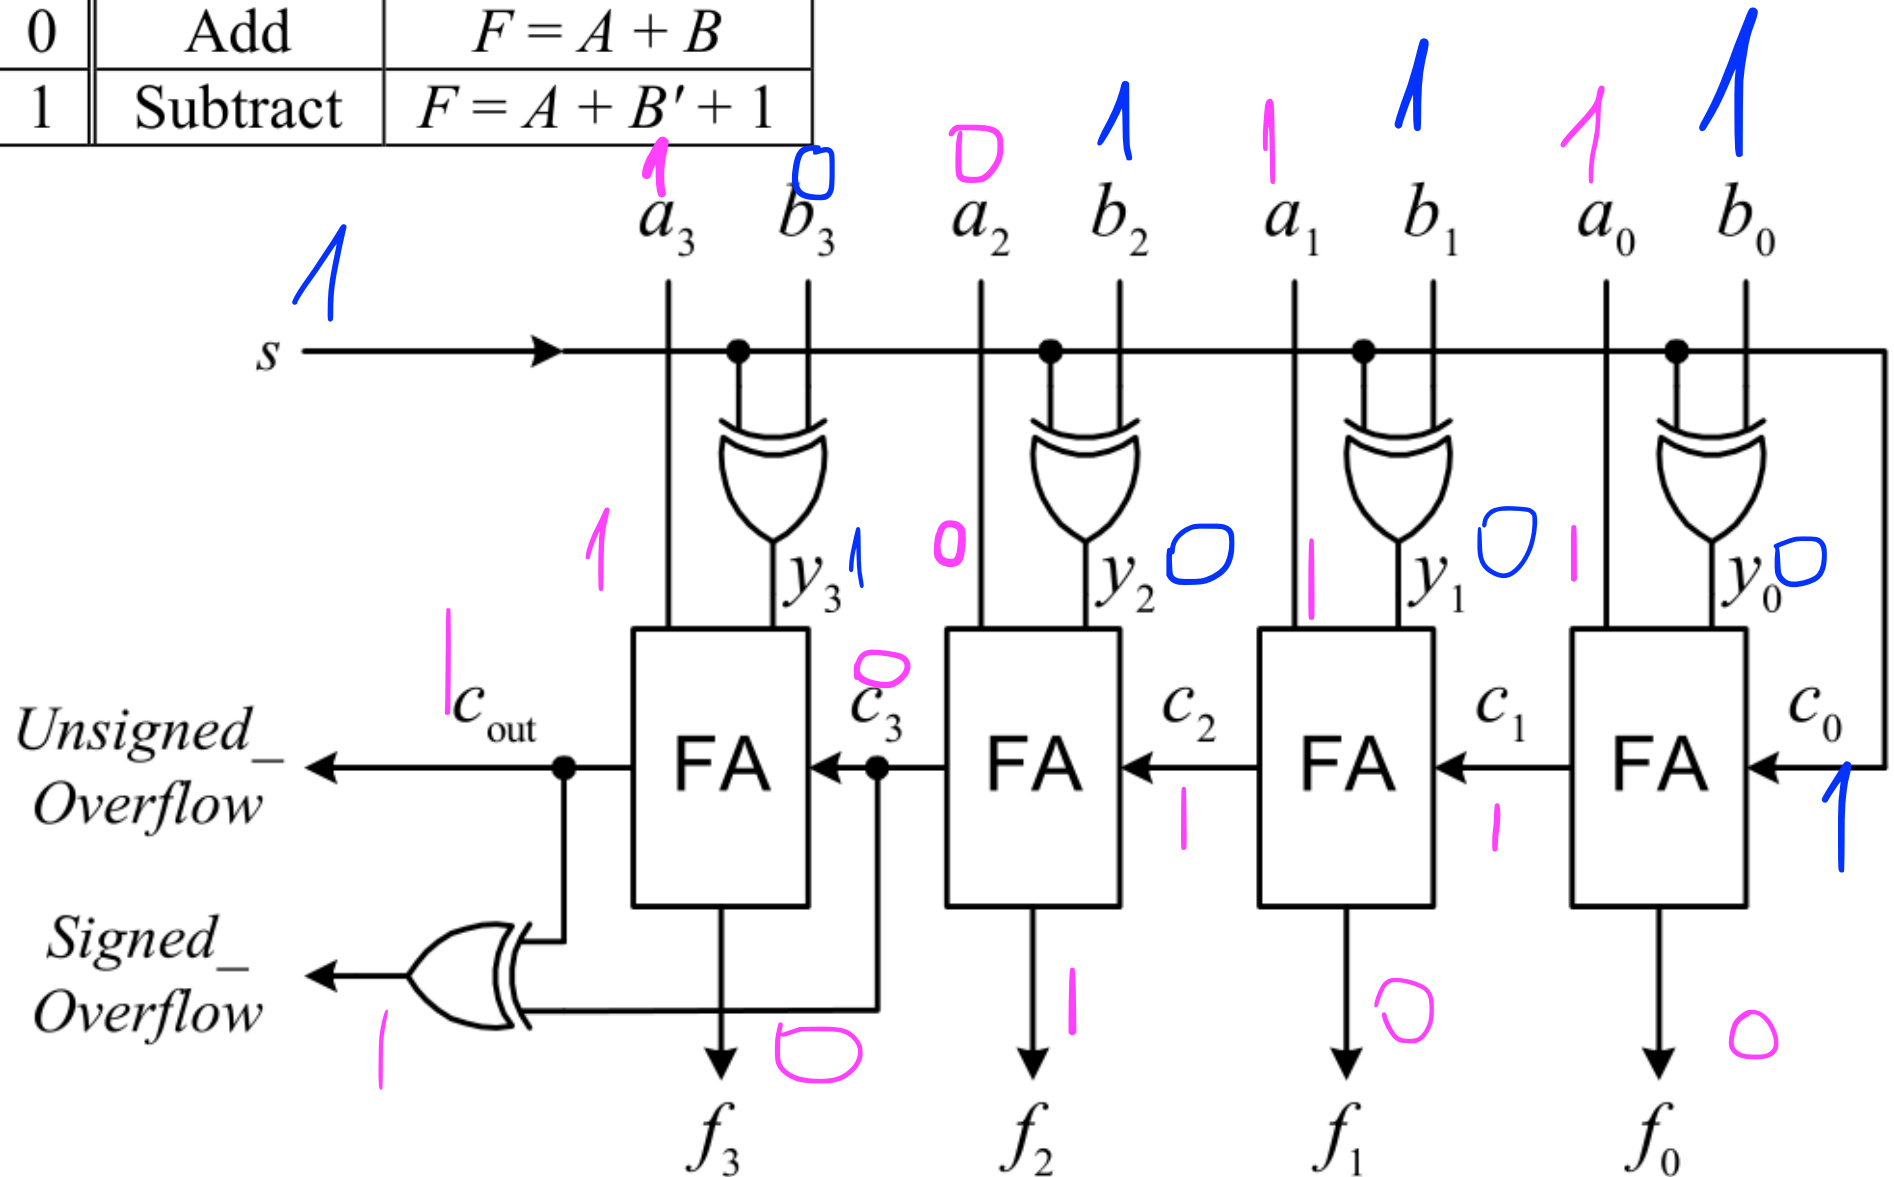 0 Add F = A + B
1 Subtract F = A + B' + 1
1 0 0 1 1 1 1 1
a₃ b₃ a₂ b₂ a₁ b₁ a₀ b₀
1
s
1 y₃ 1 0 y₂ 0 1 y₁ 0 1 y₀ 0
1 0
c_out c₃ c₂ c₁ c₀
Unsigned_
Overflow
FA FA FA FA
1 1 1
Signed_
Overflow
1 0 1 0 0
f₃ f₂ f₁ f₀